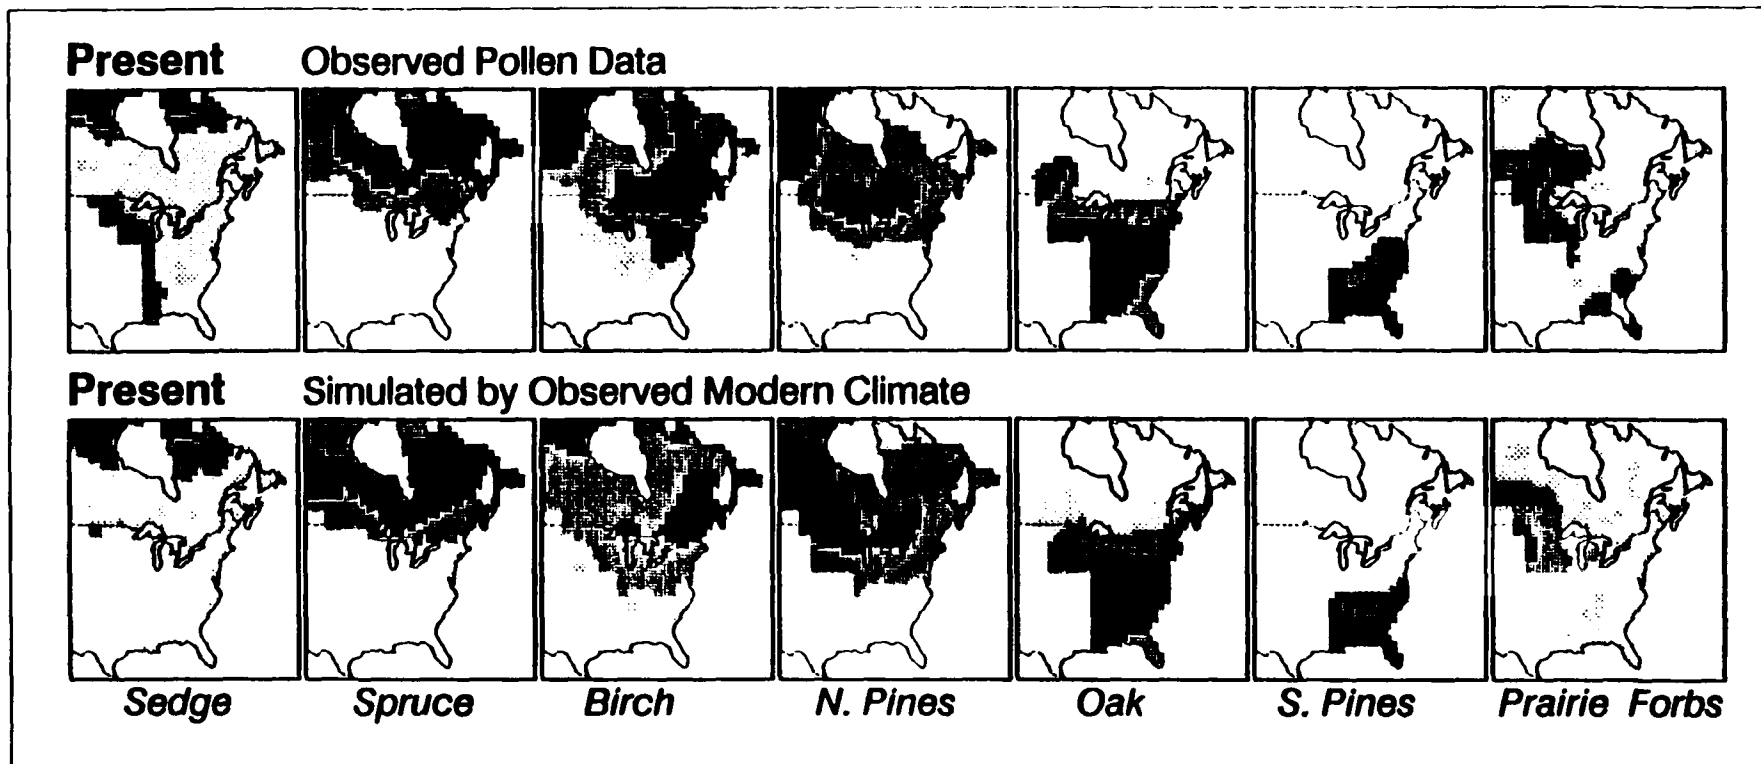 Present Observed Pollen Data
Present Simulated by Observed Modern Climate
Sedge Spruce Birch N. Pines Oak S. Pines Prairie Forbs